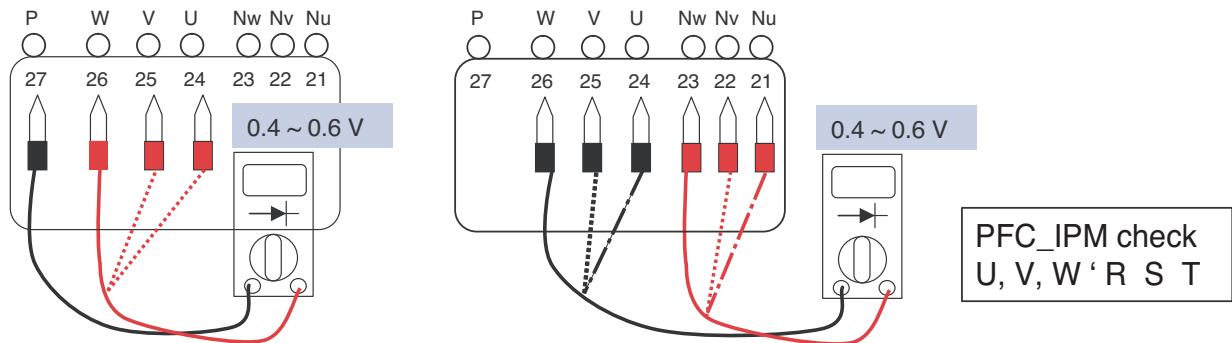 P W V U Nw Nv Nu
27 26 25 24 23 22 21
0.4 ~ 0.6 V
P W V U Nw Nv Nu
27 26 25 24 23 22 21
0.4 ~ 0.6 V
PFC_IPM check
U, V, W ‘ R S T